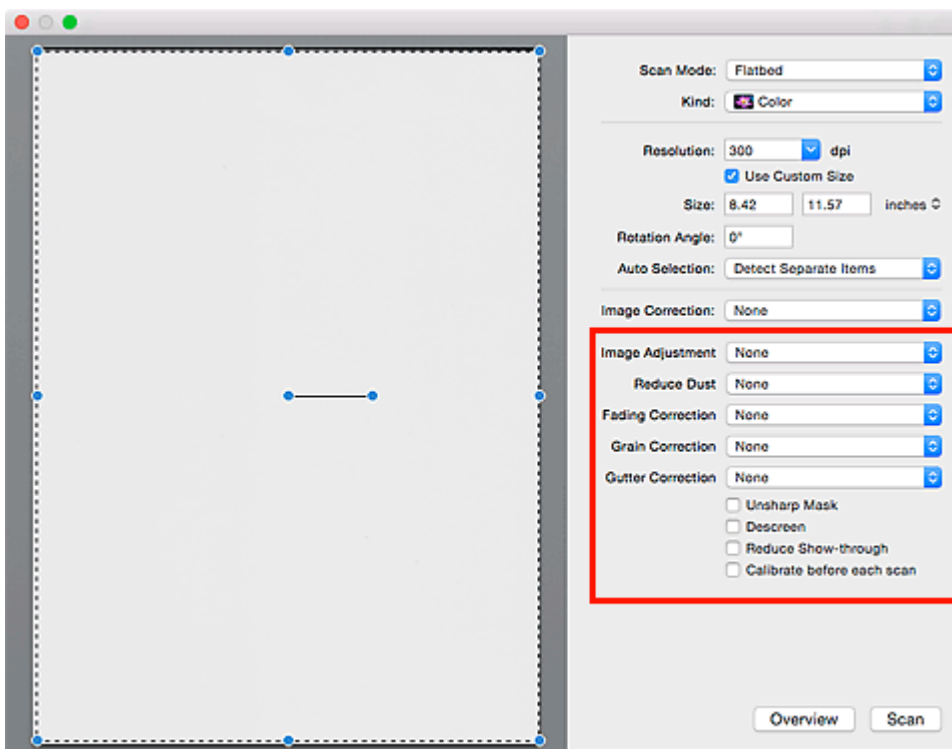 Scan Mode: Flatbed
Kind: Color
Resolution: 300 dpi
Use Custom Size
Size: 8.42 11.57 inches
Rotation Angle: 0°
Auto Selection: Detect Separate Items
Image Correction: None
Image Adjustment None
Reduce Dust None
Fading Correction None
Grain Correction None
Gutter Correction None
Unsharp Mask
Descreen
Reduce Show-through
Calibrate before each scan
Overview Scan